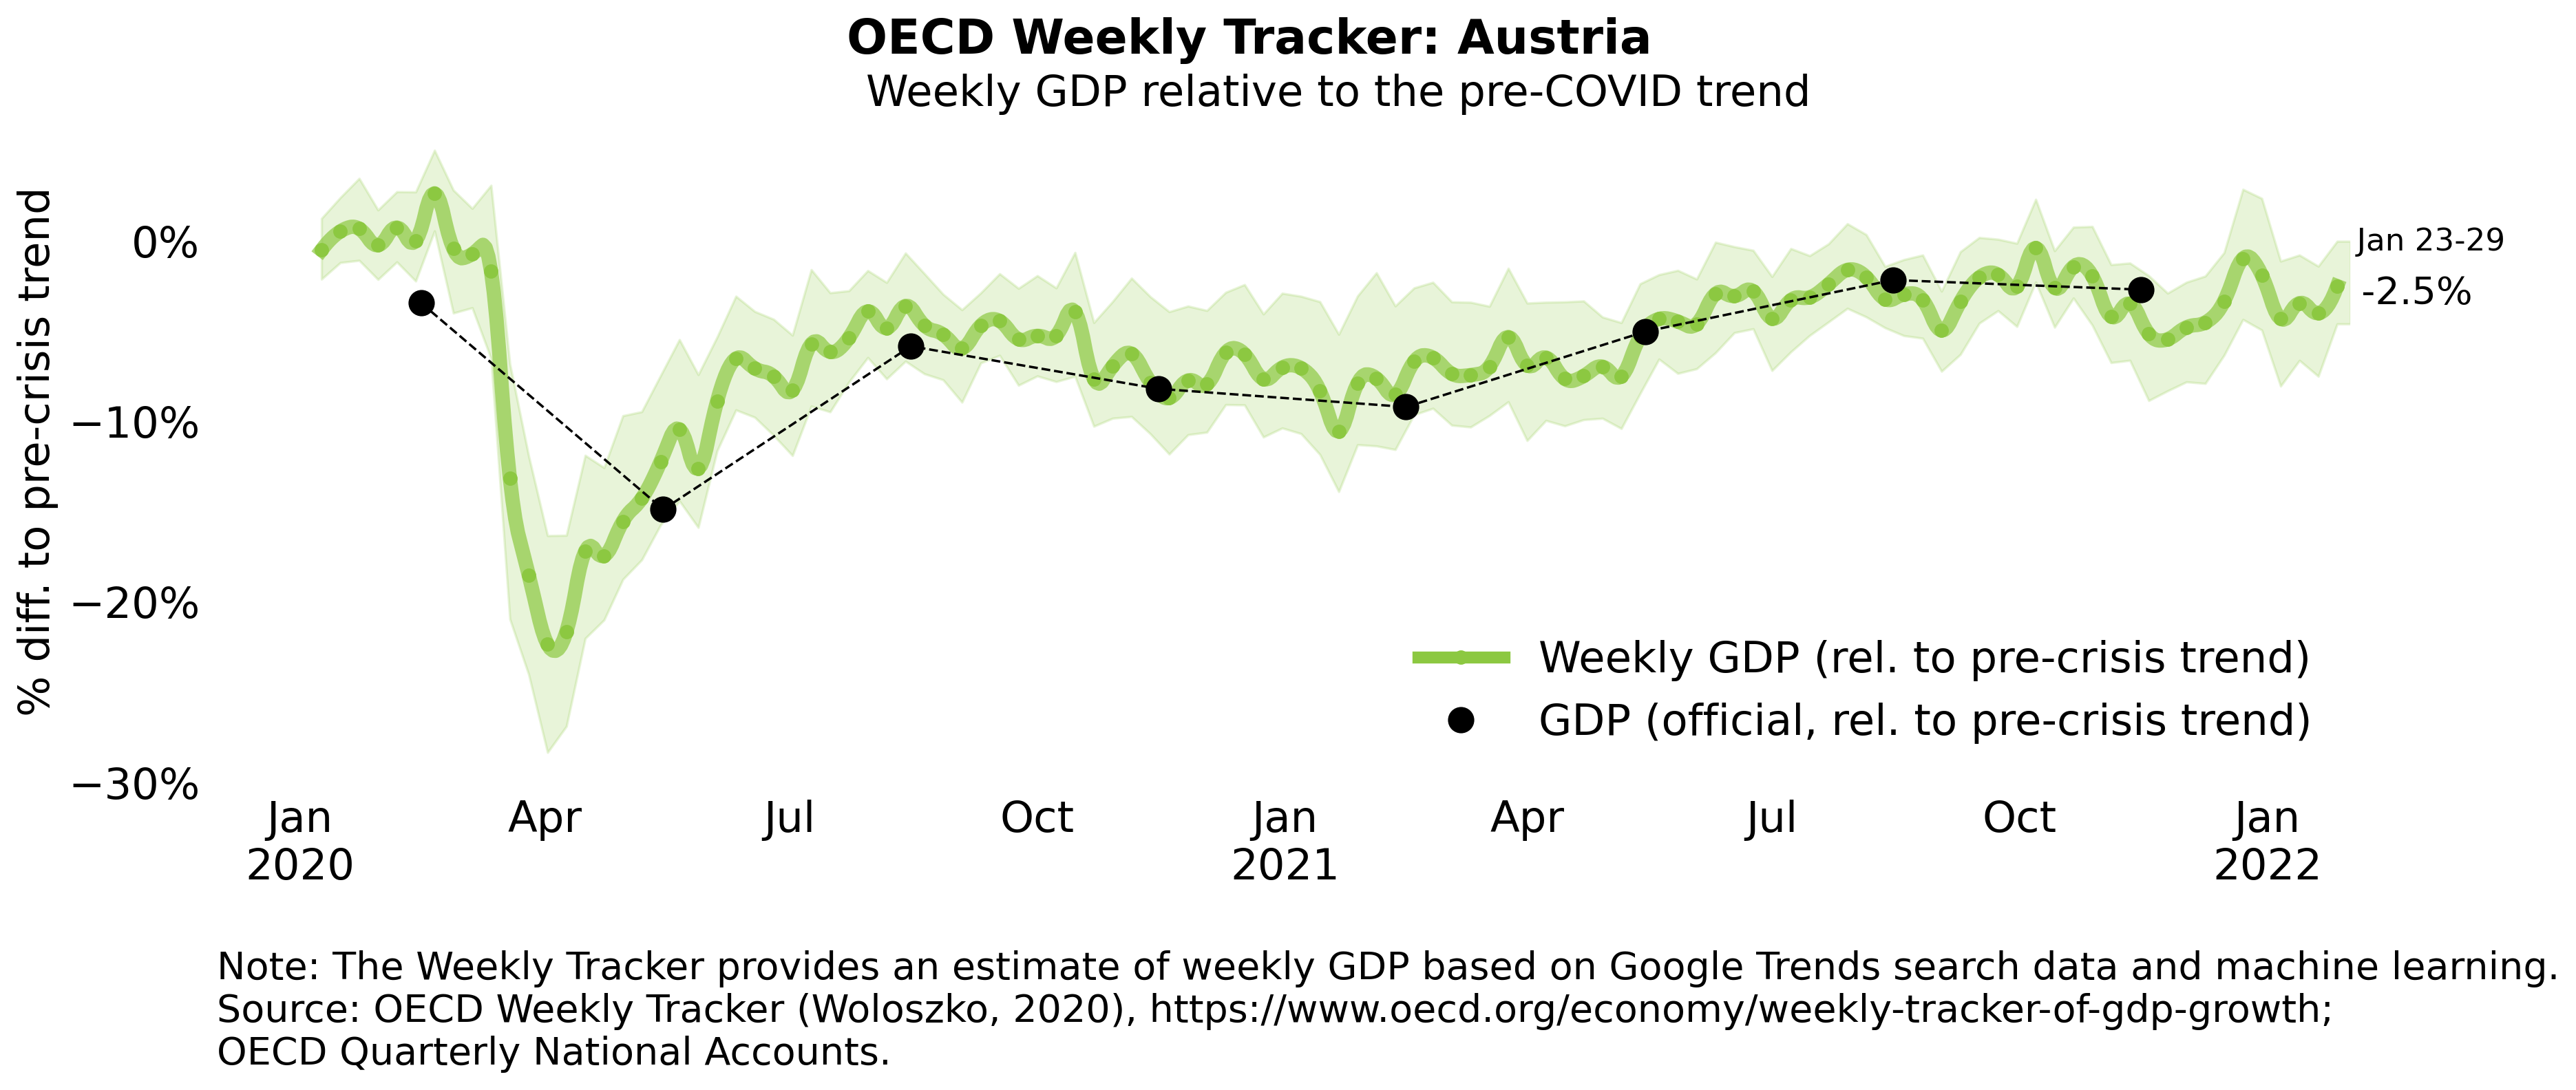 OECD Weekly Tracker: Austria
Weekly GDP relative to the pre-COVID trend
% diff. to pre-crisis trend
0%
−10%
−20%
−30%
Jan 23-29
-2.5%
Weekly GDP (rel. to pre-crisis trend)
GDP (official, rel. to pre-crisis trend)
Jan Apr Jul Oct Jan Apr Jul Oct Jan
2020 2021 2022
Note: The Weekly Tracker provides an estimate of weekly GDP based on Google Trends search data and machine learning.
Source: OECD Weekly Tracker (Woloszko, 2020), https://www.oecd.org/economy/weekly-tracker-of-gdp-growth;
OECD Quarterly National Accounts.